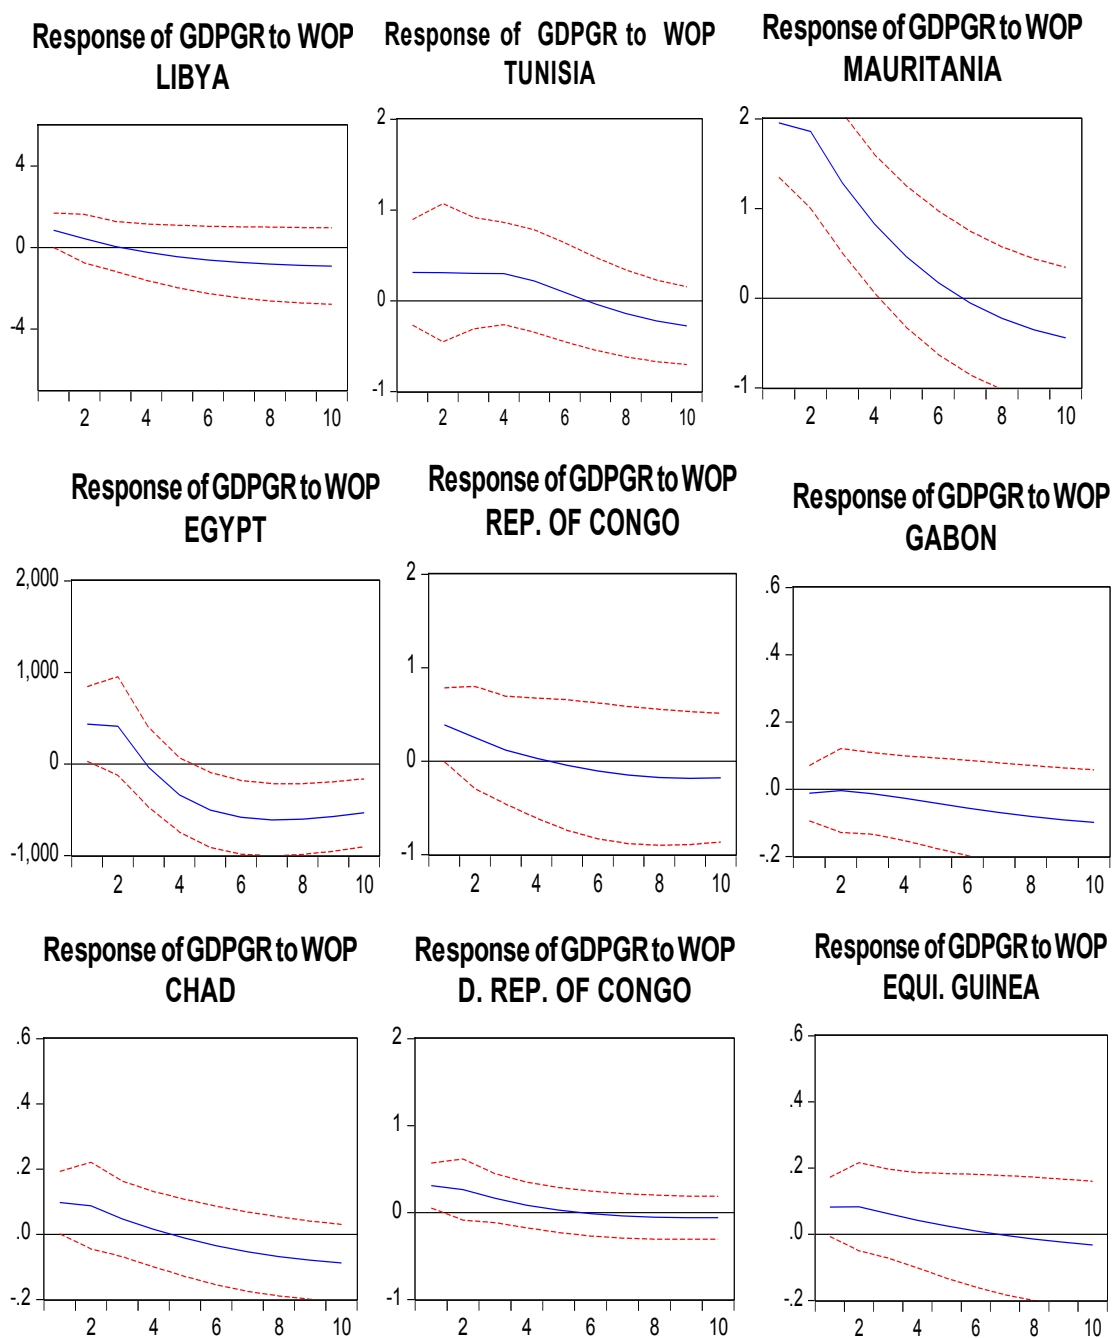 Response of GDPGR to WOP
LIBYA
Response of GDPGR to WOP
TUNISIA
Response of GDPGR to WOP
MAURITANIA
4
0
-4
2 4 6 8 10
2
1
0
-1
2 4 6 8 10
2
1
0
-1
2 4 6 8 10
Response of GDPGR to WOP
EGYPT
Response of GDPGR to WOP
REP. OF CONGO
Response of GDPGR to WOP
GABON
2,000
1,000
0
-1,000
2 4 6 8 10
2
1
0
-1
2 4 6 8 10
.6
.4
.2
.0
-.2
2 4 6 8 10
Response of GDPGR to WOP
CHAD
Response of GDPGR to WOP
D. REP. OF CONGO
Response of GDPGR to WOP
EQUI. GUINEA
.6
.4
.2
.0
-.2
2 4 6 8 10
2
1
0
-1
2 4 6 8 10
.6
.4
.2
.0
-.2
2 4 6 8 10